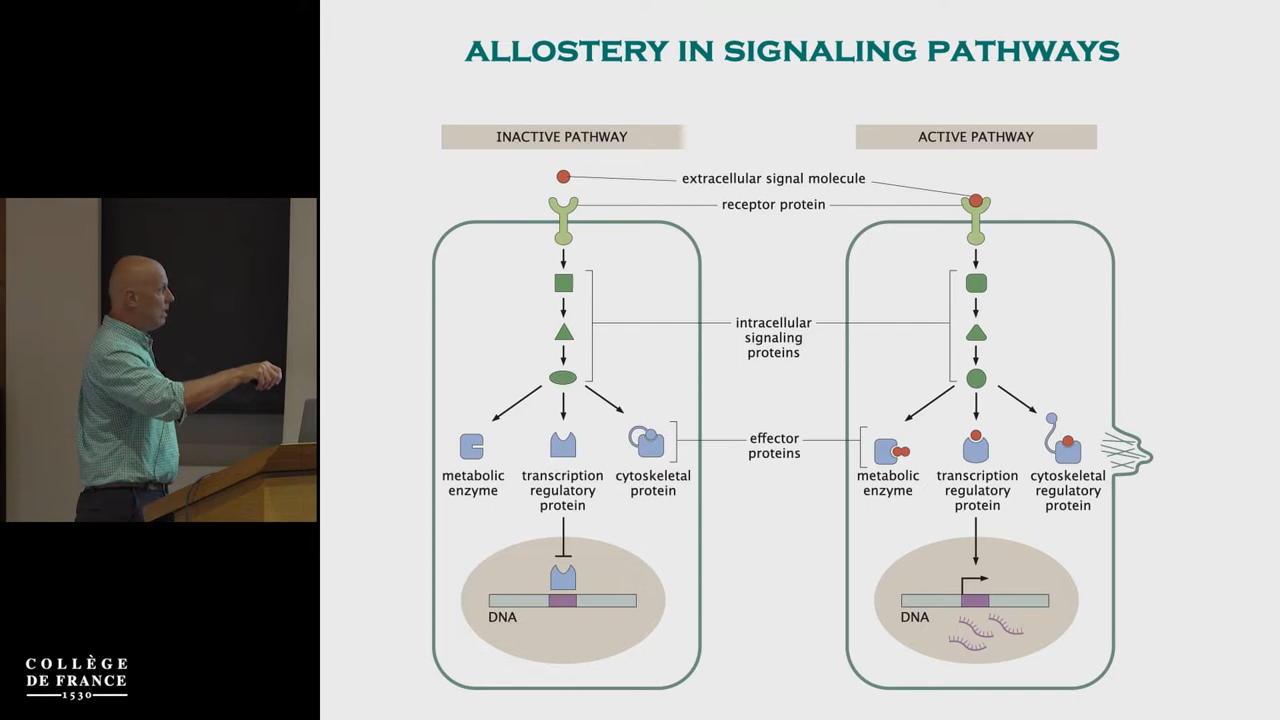 ALLOSTERY IN SIGNALING PATHWAYS
INACTIVE PATHWAY
ACTIVE PATHWAY
extracellular signal molecule
receptor protein
intracellular
signaling
proteins
effector
proteins
metabolic
enzyme
transcription
regulatory
protein
cytoskeletal
protein
metabolic
enzyme
transcription
regulatory
protein
cytoskeletal
regulatory
protein
DNA
DNA
COLLÈGE
DE FRANCE
1530